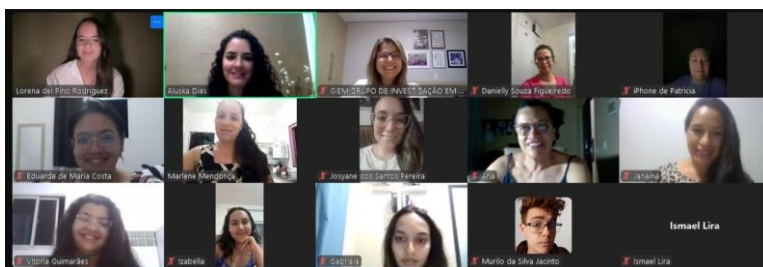 Lorena del Pino Rodríguez
Aluska Dias
GIEM GRUPO DE INVESTIGAÇÃO EM ...
Danielly Souza Figueiredo
iPhone de Patricia
Eduarda de Maria Costa
Marlene Mendonça
Josyane dos Santos Pereira
Ana
Janaina
Vitória Guimarães
Izabella
Gabriela
Murilo da Silva Jacinto
Ismael Lira
Ismael Lira